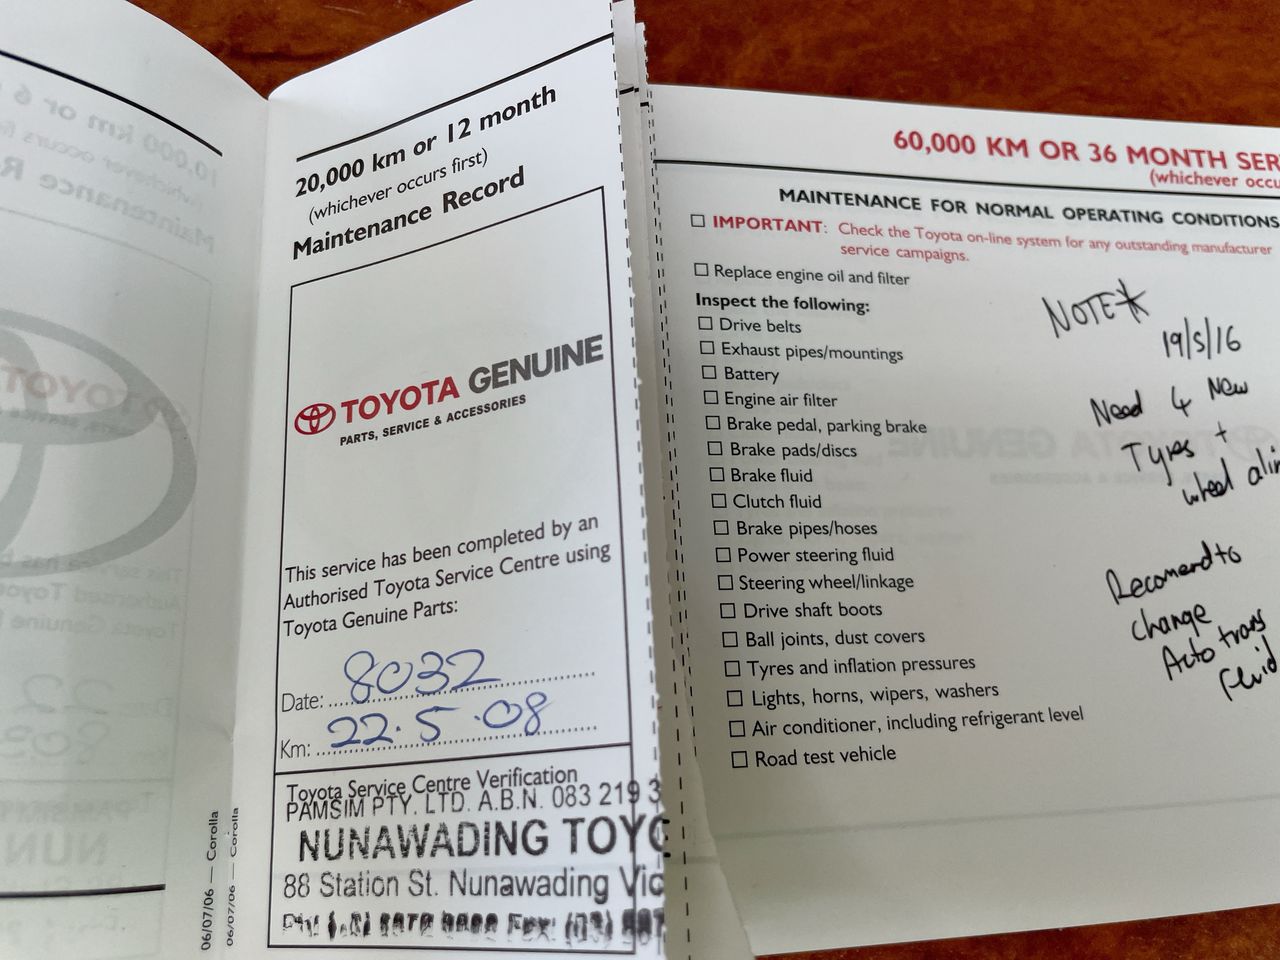 20,000 km or 12 month
(whichever occurs first)
Maintenance Record
TOYOTA GENUINE
PARTS, SERVICE & ACCESSORIES
This service has been completed by an
Authorised Toyota Service Centre using
Toyota Genuine Parts:
Date: 8032
Km: 22.5.08
Toyota Service Centre Verification
PAMSIM PTY. LTD. A.B.N. 083 219 3
NUNAWADING TOYO
88 Station St. Nunawading Vic
06/07/06 — Corolla
06/07/06 — Corolla
60,000 KM OR 36 MONTH SER
(whichever occu
MAINTENANCE FOR NORMAL OPERATING CONDITIONS
IMPORTANT: Check the Toyota on-line system for any outstanding manufacturer
service campaigns.
Replace engine oil and filter
Inspect the following:
Drive belts
Exhaust pipes/mountings
Battery
Engine air filter
Brake pedal, parking brake
Brake pads/discs
Brake fluid
Clutch fluid
Brake pipes/hoses
Power steering fluid
Steering wheel/linkage
Drive shaft boots
Ball joints, dust covers
Tyres and inflation pressures
Lights, horns, wipers, washers
Air conditioner, including refrigerant level
Road test vehicle
NOTE*
19/5/16
Need 4 New
Tyres +
wheel alin
Recomend to
change
Auto trans
fluid